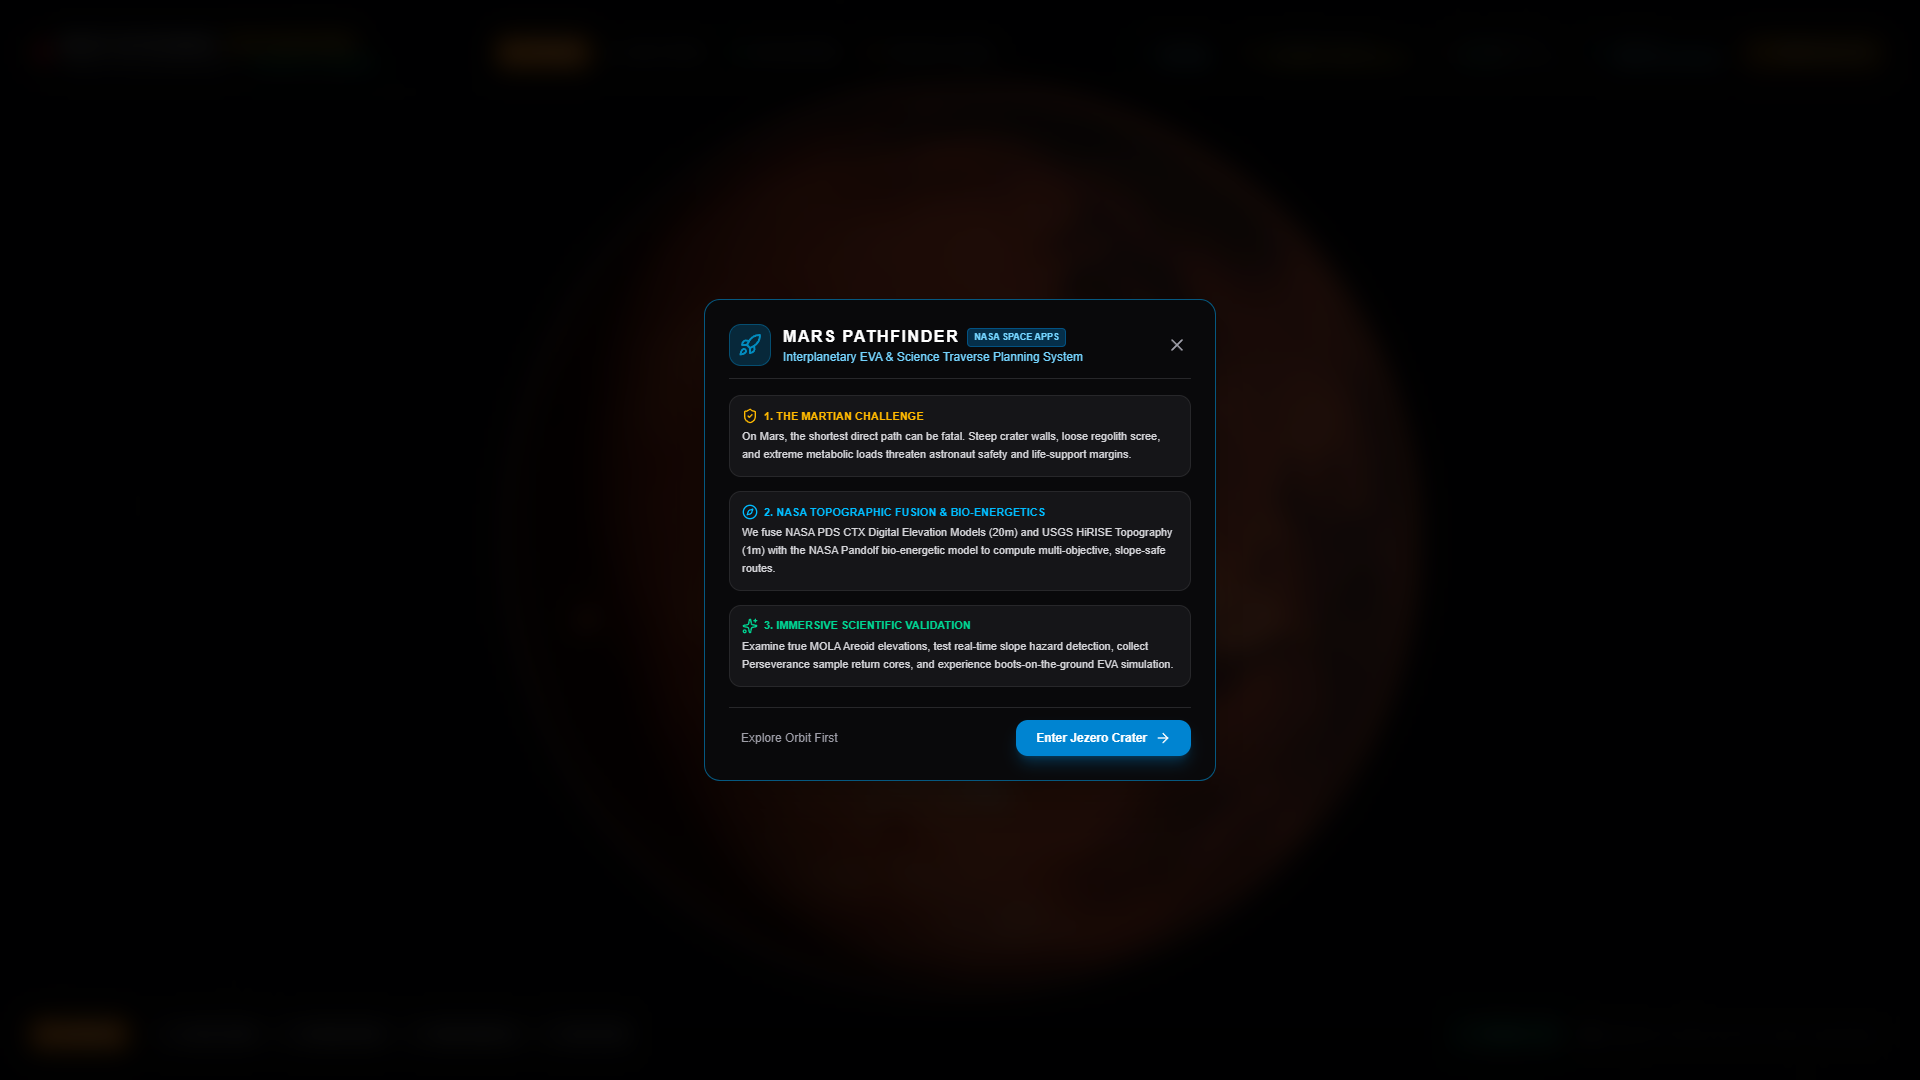 MARS PATHFINDER NASA SPACE APPS
Interplanetary EVA & Science Traverse Planning System
1. THE MARTIAN CHALLENGE
On Mars, the shortest direct path can be fatal. Steep crater walls, loose regolith scree,
and extreme metabolic loads threaten astronaut safety and life-support margins.
2. NASA TOPOGRAPHIC FUSION & BIO-ENERGETICS
We fuse NASA PDS CTX Digital Elevation Models (20m) and USGS HiRISE Topography
(1m) with the NASA Pandolf bio-energetic model to compute multi-objective, slope-safe
routes.
3. IMMERSIVE SCIENTIFIC VALIDATION
Examine true MOLA Areoid elevations, test real-time slope hazard detection, collect
Perseverance sample return cores, and experience boots-on-the-ground EVA simulation.
Explore Orbit First
Enter Jezero Crater